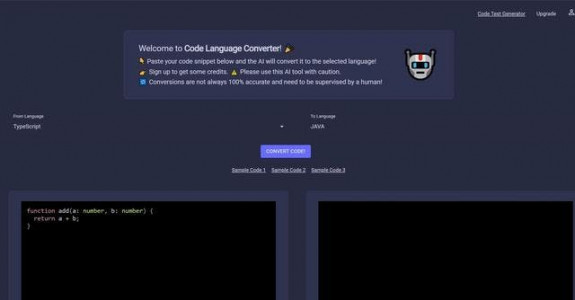 Code Test Generator Upgrade
Welcome to Code Language Converter! 🎉
👇 Paste your code snippet below and the AI will convert it to the selected language!
👉 Sign up to get some credits. ⚠️ Please use this AI tool with caution.
Conversions are not always 100% accurate and need to be supervised by a human!
From Language
TypeScript
To Language
JAVA
CONVERT CODE!
Sample Code 1 Sample Code 2 Sample Code 3
function add(a: number, b: number) {
return a + b;
}